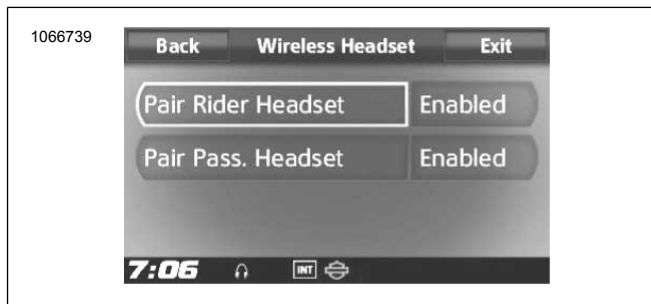 1066739
Back Wireless Headset Exit
Pair Rider Headset Enabled
Pair Pass. Headset Enabled
7:06 INT